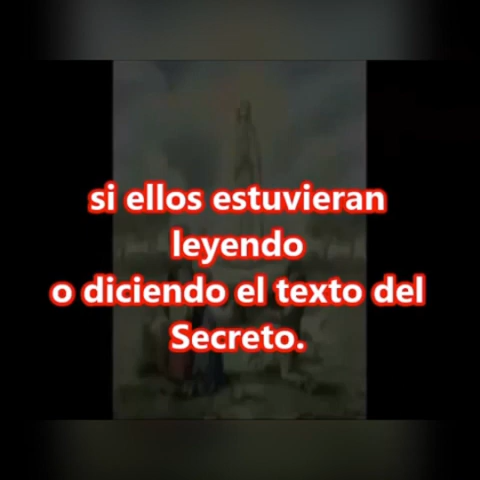 si ellos estuvieran
leyendo
o diciendo el texto del
Secreto.